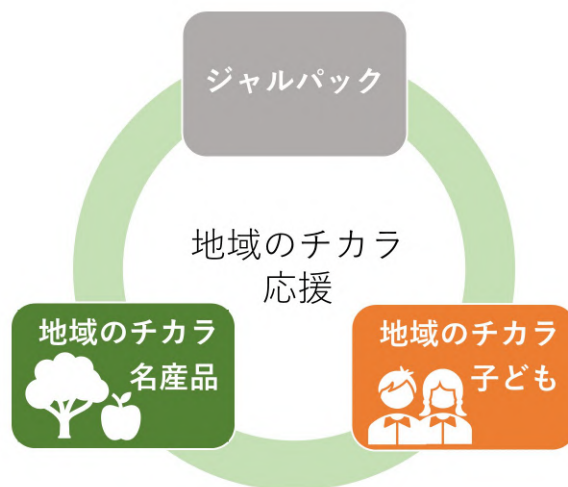 ジャルパック
地域のチカラ
応援
地域のチカラ
名産品
地域のチカラ
子ども